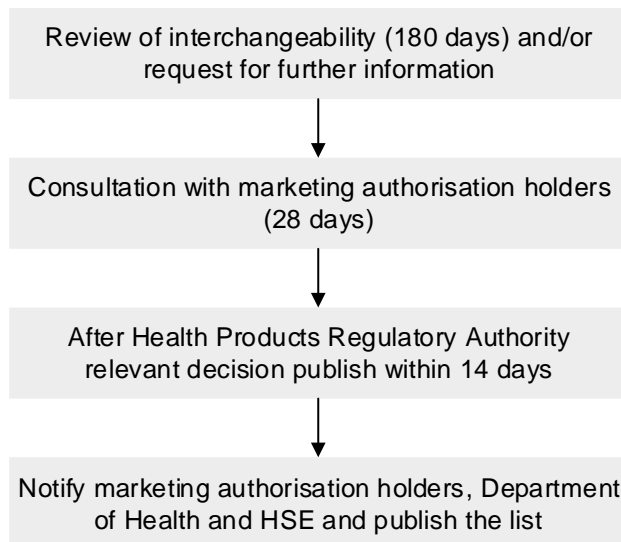 Review of interchangeability (180 days) and/or
request for further information
Consultation with marketing authorisation holders
(28 days)
After Health Products Regulatory Authority
relevant decision publish within 14 days
Notify marketing authorisation holders, Department
of Health and HSE and publish the list